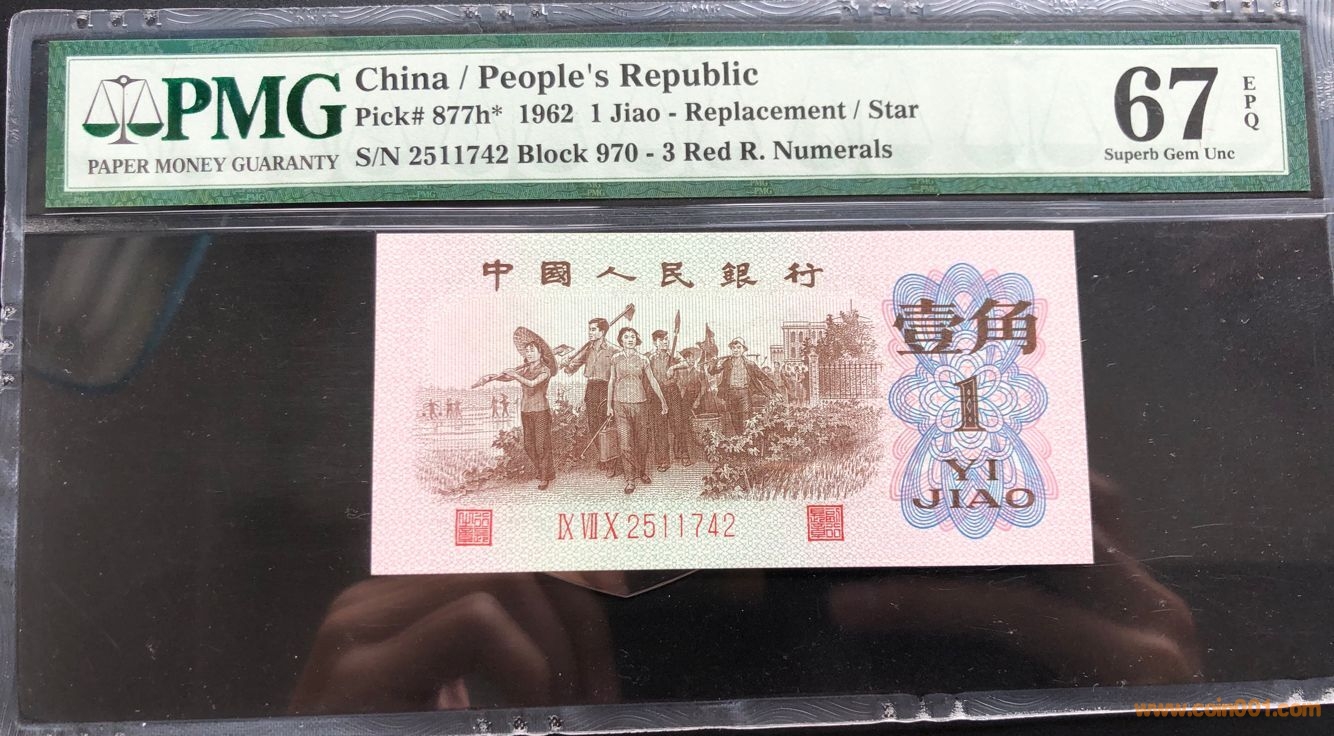 PMG
PAPER MONEY GUARANTY
China / People's Republic
Pick# 877h* 1962 1 Jiao - Replacement / Star
S/N 2511742 Block 970 - 3 Red R. Numerals
67
EPQ
Superb Gem Unc
中國人民銀行
壹角
1
YI
JIAO
IX VII X 2511742
www.coin001.com